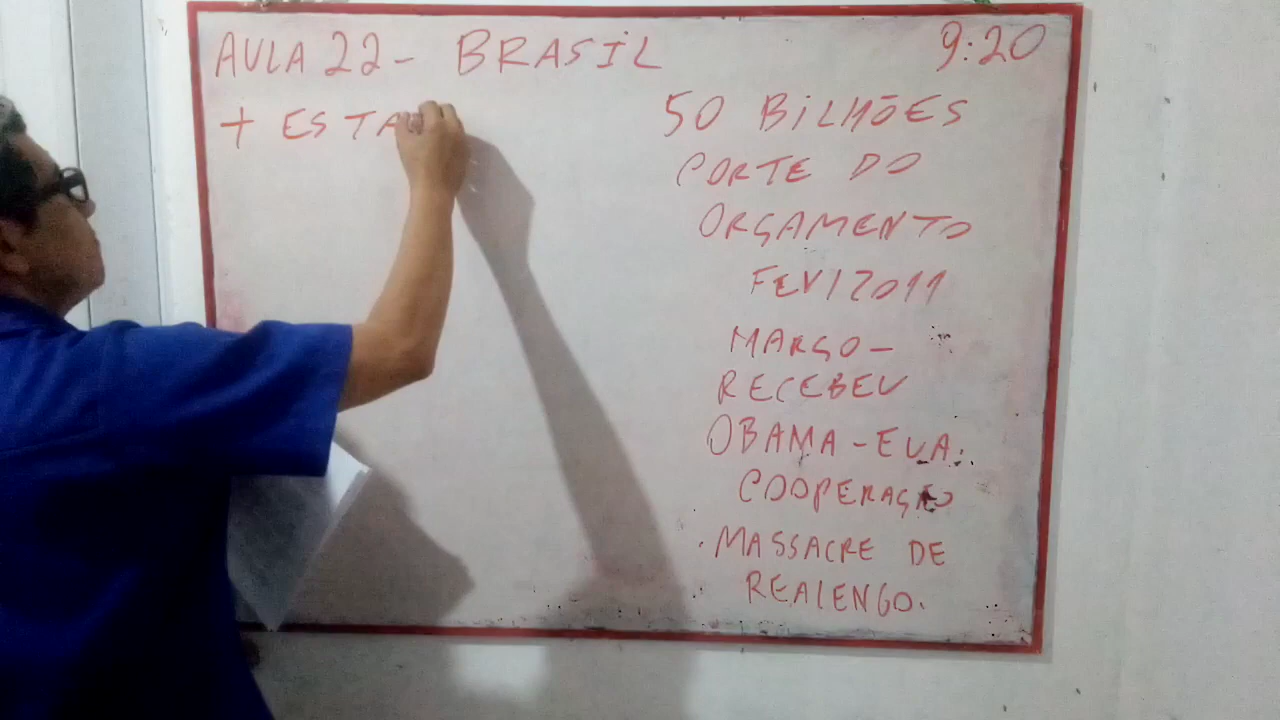 AULA 22 - BRASIL
9:20
+ ESTA
50 BILHÕES
CORTE DO
ORÇAMENTO
FEV/2011
MARÇO -
RECEBEU
OBAMA - EUA.
COOPERAÇÃO
. MASSACRE DE
REALENGO.